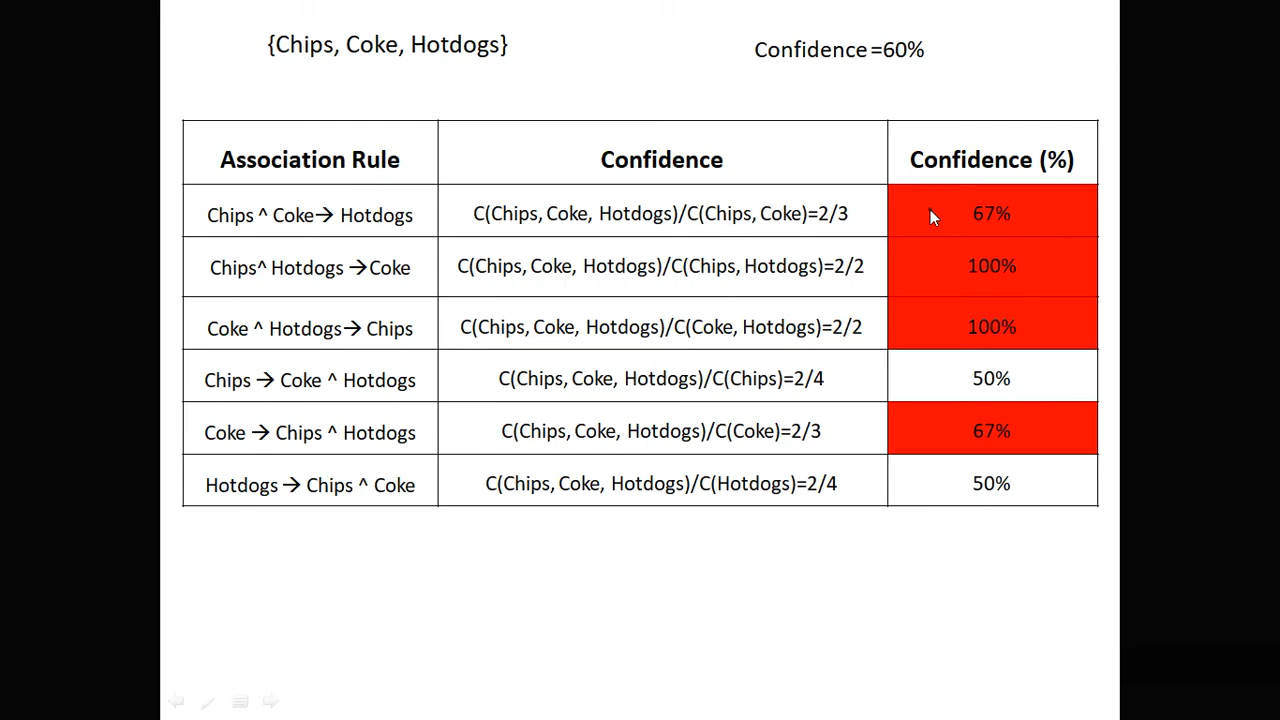 {Chips, Coke, Hotdogs}
Confidence =60%
Association Rule
Confidence
Confidence (%)
Chips ^ Coke→ Hotdogs
C(Chips, Coke, Hotdogs)/C(Chips, Coke)=2/3
67%
Chips^ Hotdogs →Coke
C(Chips, Coke, Hotdogs)/C(Chips, Hotdogs)=2/2
100%
Coke ^ Hotdogs→ Chips
C(Chips, Coke, Hotdogs)/C(Coke, Hotdogs)=2/2
100%
Chips → Coke ^ Hotdogs
C(Chips, Coke, Hotdogs)/C(Chips)=2/4
50%
Coke → Chips ^ Hotdogs
C(Chips, Coke, Hotdogs)/C(Coke)=2/3
67%
Hotdogs → Chips ^ Coke
C(Chips, Coke, Hotdogs)/C(Hotdogs)=2/4
50%